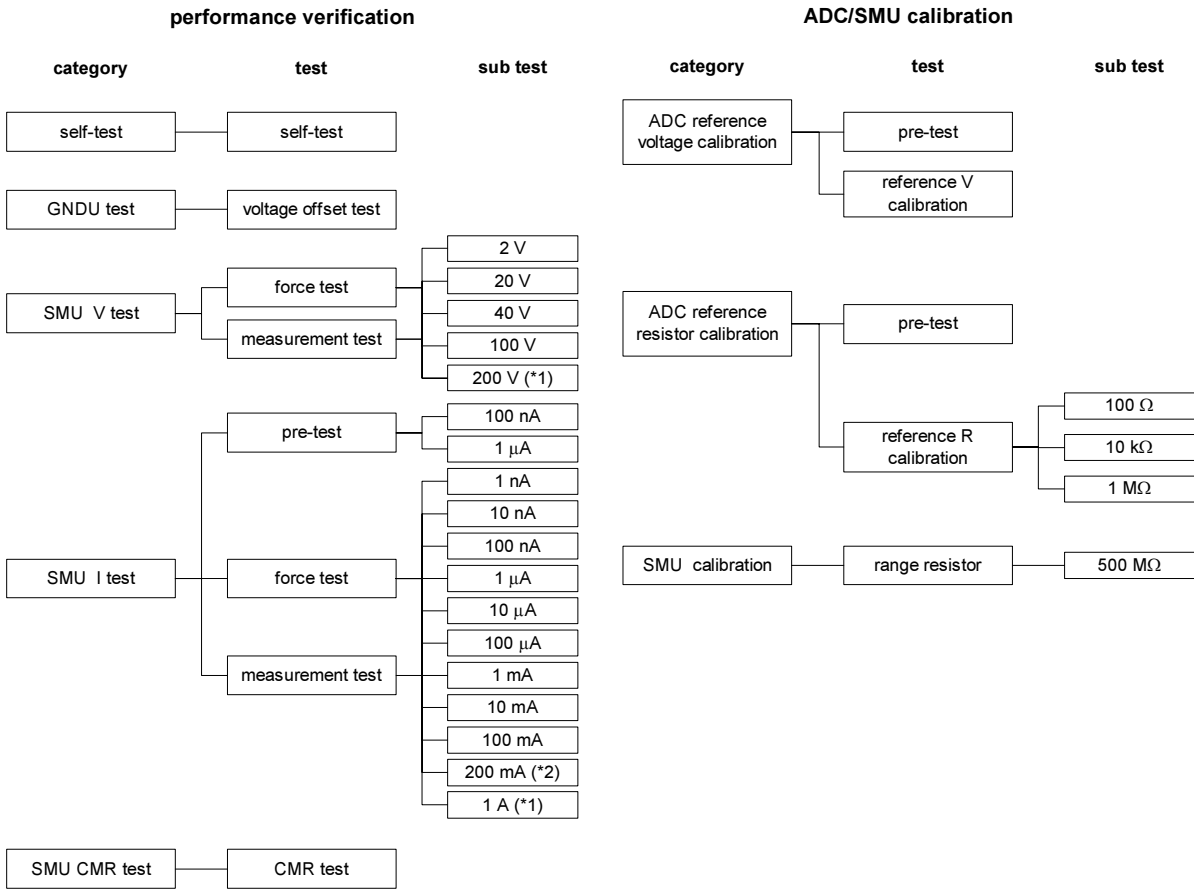 performance verification
category
test
sub test
self-test
self-test
GNDU test
voltage offset test
SMU V test
force test
measurement test
2 V
20 V
40 V
100 V
200 V (*1)
SMU I test
pre-test
100 nA
1 μA
force test
measurement test
1 nA
10 nA
100 nA
1 μA
10 μA
100 μA
1 mA
10 mA
100 mA
200 mA (*2)
1 A (*1)
SMU CMR test
CMR test
ADC/SMU calibration
category
test
sub test
ADC reference
voltage calibration
pre-test
reference V
calibration
ADC reference
resistor calibration
pre-test
reference R
calibration
100 Ω
10 kΩ
1 MΩ
SMU calibration
range resistor
500 MΩ